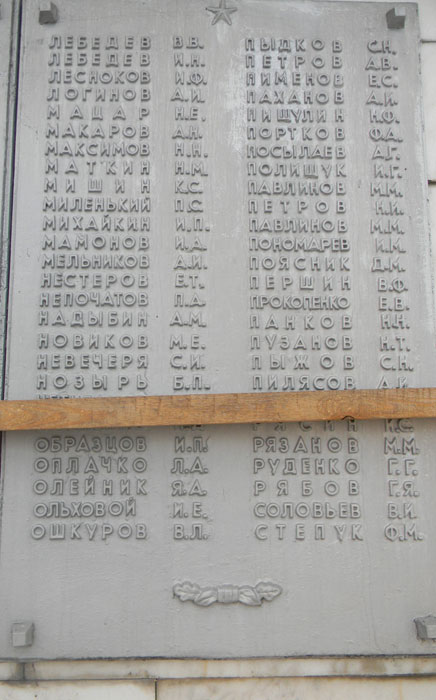 ЛЕБЕДЕВ В.В.
ЛЕБЕДЕВ И.Н.
ЛЕСНОКОВ И.Ф.
ЛОГИНОВ А.И.
МАЦАР Н.Е.
МАКАРОВ А.Н.
МАКСИМОВ Н.Н.
МАТКИН Н.М.
МИШИН К.С.
МИЛЕНЬКИЙ П.С.
МИХАЙКИН И.П.
МАМОНОВ И.Д.
МЕЛЬНИКОВ А.И.
НЕСТЕРОВ Е.Т.
НЕПОЧАТОВ П.А.
НАДЫБИН А.М.
НОВИКОВ М.Е.
НЕВЕЧЕРЯ С.И.
НОЗЫРЬ Б.П.
ОБРАЗЦОВ И.П.
ОПЛАЧКО Л.А.
ОЛЕЙНИК Я.А.
ОЛЬХОВОЙ И.Е.
ОШКУРОВ В.Л.
ПЫДКОВ С.Н.
ПЕТРОВ А.В.
ПИМЕНОВ Е.С.
ПАХАНОВ А.И.
ПИЩУЛИН Н.Ф.
ПОРТКОВ Ф.А.
ПОСЫЛАЕВ А.Г.
ПОЛИЩУК И.Г.
ПАВЛИНОВ М.М.
ПЕТРОВ Н.И.
ПАВЛИНОВ М.М.
ПОНОМАРЕВ И.М.
ПОЯСНИК Д.М.
ПЕРШИН В.Ф.
ПРОКОПЕНКО Е.В.
ПАНКОВ Н.Н.
ПУЗАНОВ Н.Т.
ПЫЖОВ С.Н.
ПИЛЯСОВ Д.И.
РЯЗАНОВ М.М.
РУДЕНКО Г.Г.
РЯБОВ Г.Я.
СОЛОВЬЕВ В.И.
СТЕПУК Ф.М.